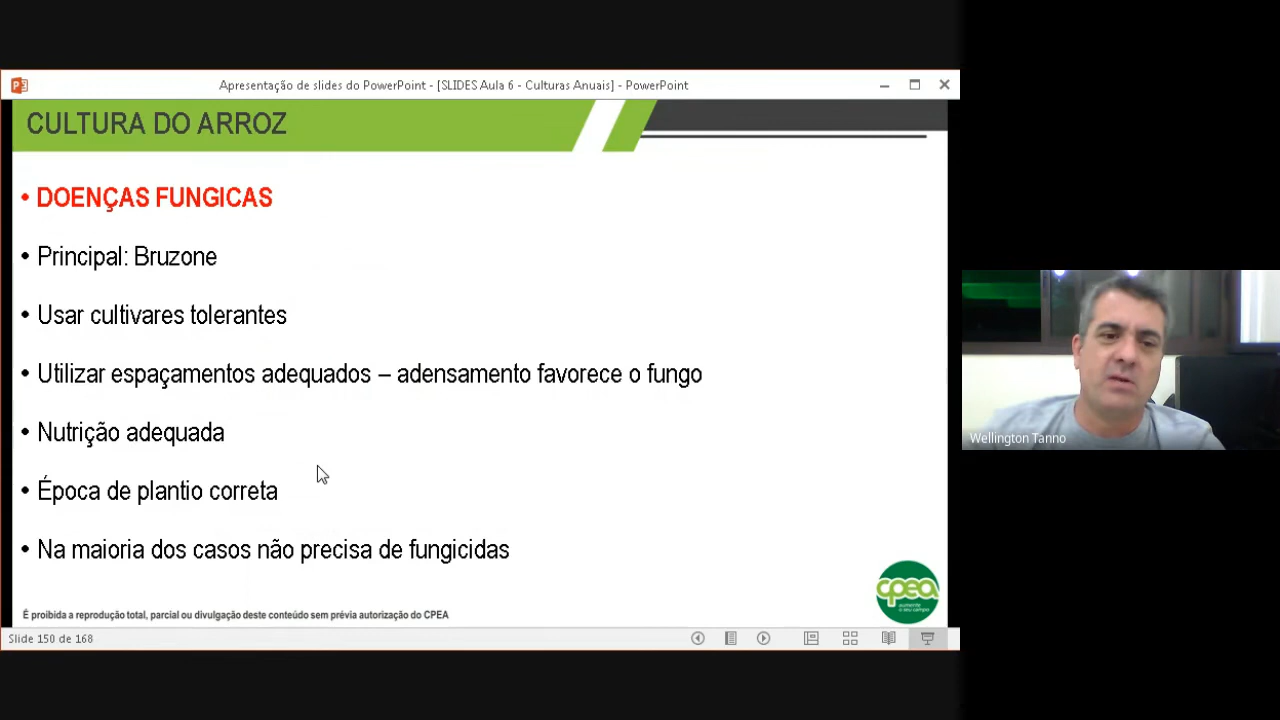 Apresentação de slides do PowerPoint - [SLIDES Aula 6 - Culturas Anuais] - PowerPoint
CULTURA DO ARROZ
• DOENÇAS FUNGICAS
• Principal: Bruzone
• Usar cultivares tolerantes
• Utilizar espaçamentos adequados – adensamento favorece o fungo
• Nutrição adequada
• Época de plantio correta
• Na maioria dos casos não precisa de fungicidas
cpea
aumente
o seu campo
É proibida a reprodução total, parcial ou divulgação deste conteúdo sem prévia autorização do CPEA
Slide 150 de 168
Wellington Tanno